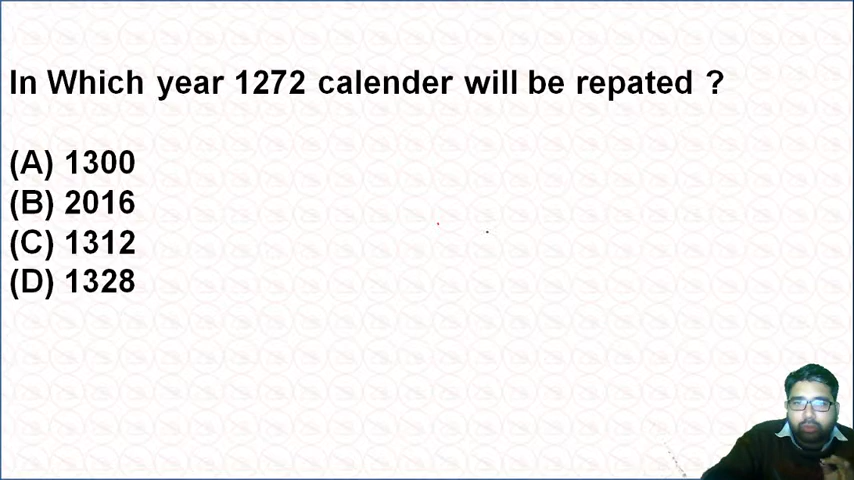 In Which year 1272 calender will be repated ?
(A) 1300
(B) 2016
(C) 1312
(D) 1328